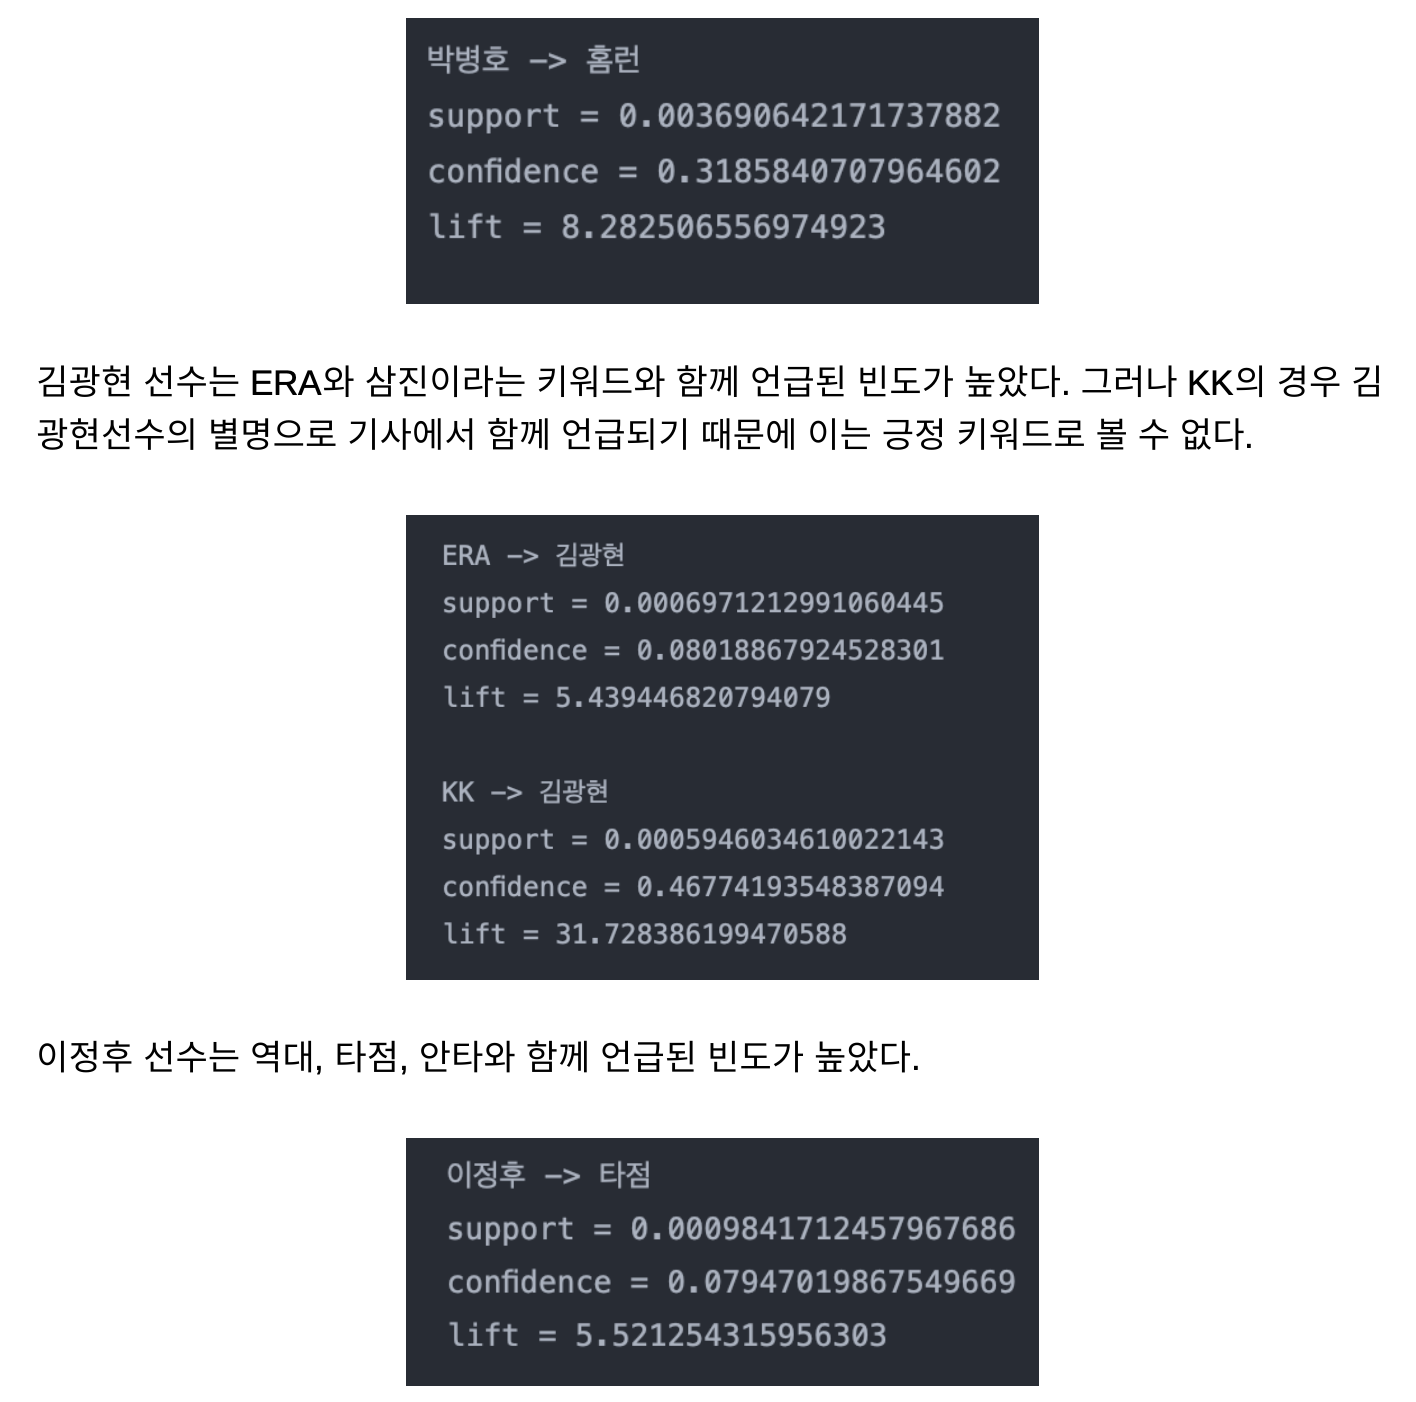 박병호 -> 홈런
support = 0.003690642171737882
confidence = 0.3185840707964602
lift = 8.282506556974923
김광현 선수는 ERA와 삼진이라는 키워드와 함께 언급된 빈도가 높았다. 그러나 KK의 경우 김
광현선수의 별명으로 기사에서 함께 언급되기 때문에 이는 긍정 키워드로 볼 수 없다.
ERA -> 김광현
support = 0.0006971212991060445
confidence = 0.08018867924528301
lift = 5.439446820794079
KK -> 김광현
support = 0.0005946034610022143
confidence = 0.46774193548387094
lift = 31.728386199470588
이정후 선수는 역대, 타점, 안타와 함께 언급된 빈도가 높았다.
이정후 -> 타점
support = 0.0009841712457967686
confidence = 0.07947019867549669
lift = 5.521254315956303